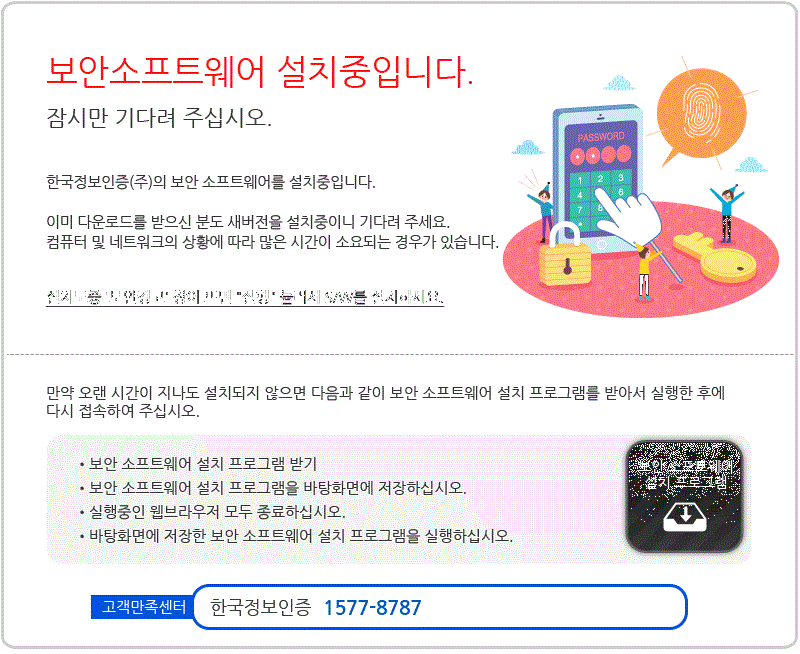 보안소프트웨어 설치중입니다.
잠시만 기다려 주십시오.
PASSWORD
한국정보인증(주)의 보안 소프트웨어를 설치중입니다.
1 2 3
이미 다운로드를 받으신 분도 새버전을 설치중이니 기다려 주세요.
4
컴퓨터 및 네트워크의 상황에 따라 많은 시간이 소요되는 경우가 있습니다.
7
만약 오랜 시간이 지나도 설치되지 않으면 다음과 같이 보안 소프트웨어 설치 프로그램를 받아서 실행한 후에
다시 접속하여 주십시오.
• 보안 소프트웨어 설치 프로그램 받기
• 보안 소프트웨어 설치 프로그램을 바탕화면에 저장하십시오.
• 실행중인 웹브라우저 모두 종료하십시오.
• 바탕화면에 저장한 보안 소프트웨어 설치 프로그램을 실행하십시오.
보안 소프트웨어
설치 프로그램
고객만족센터 한국정보인증 1577-8787